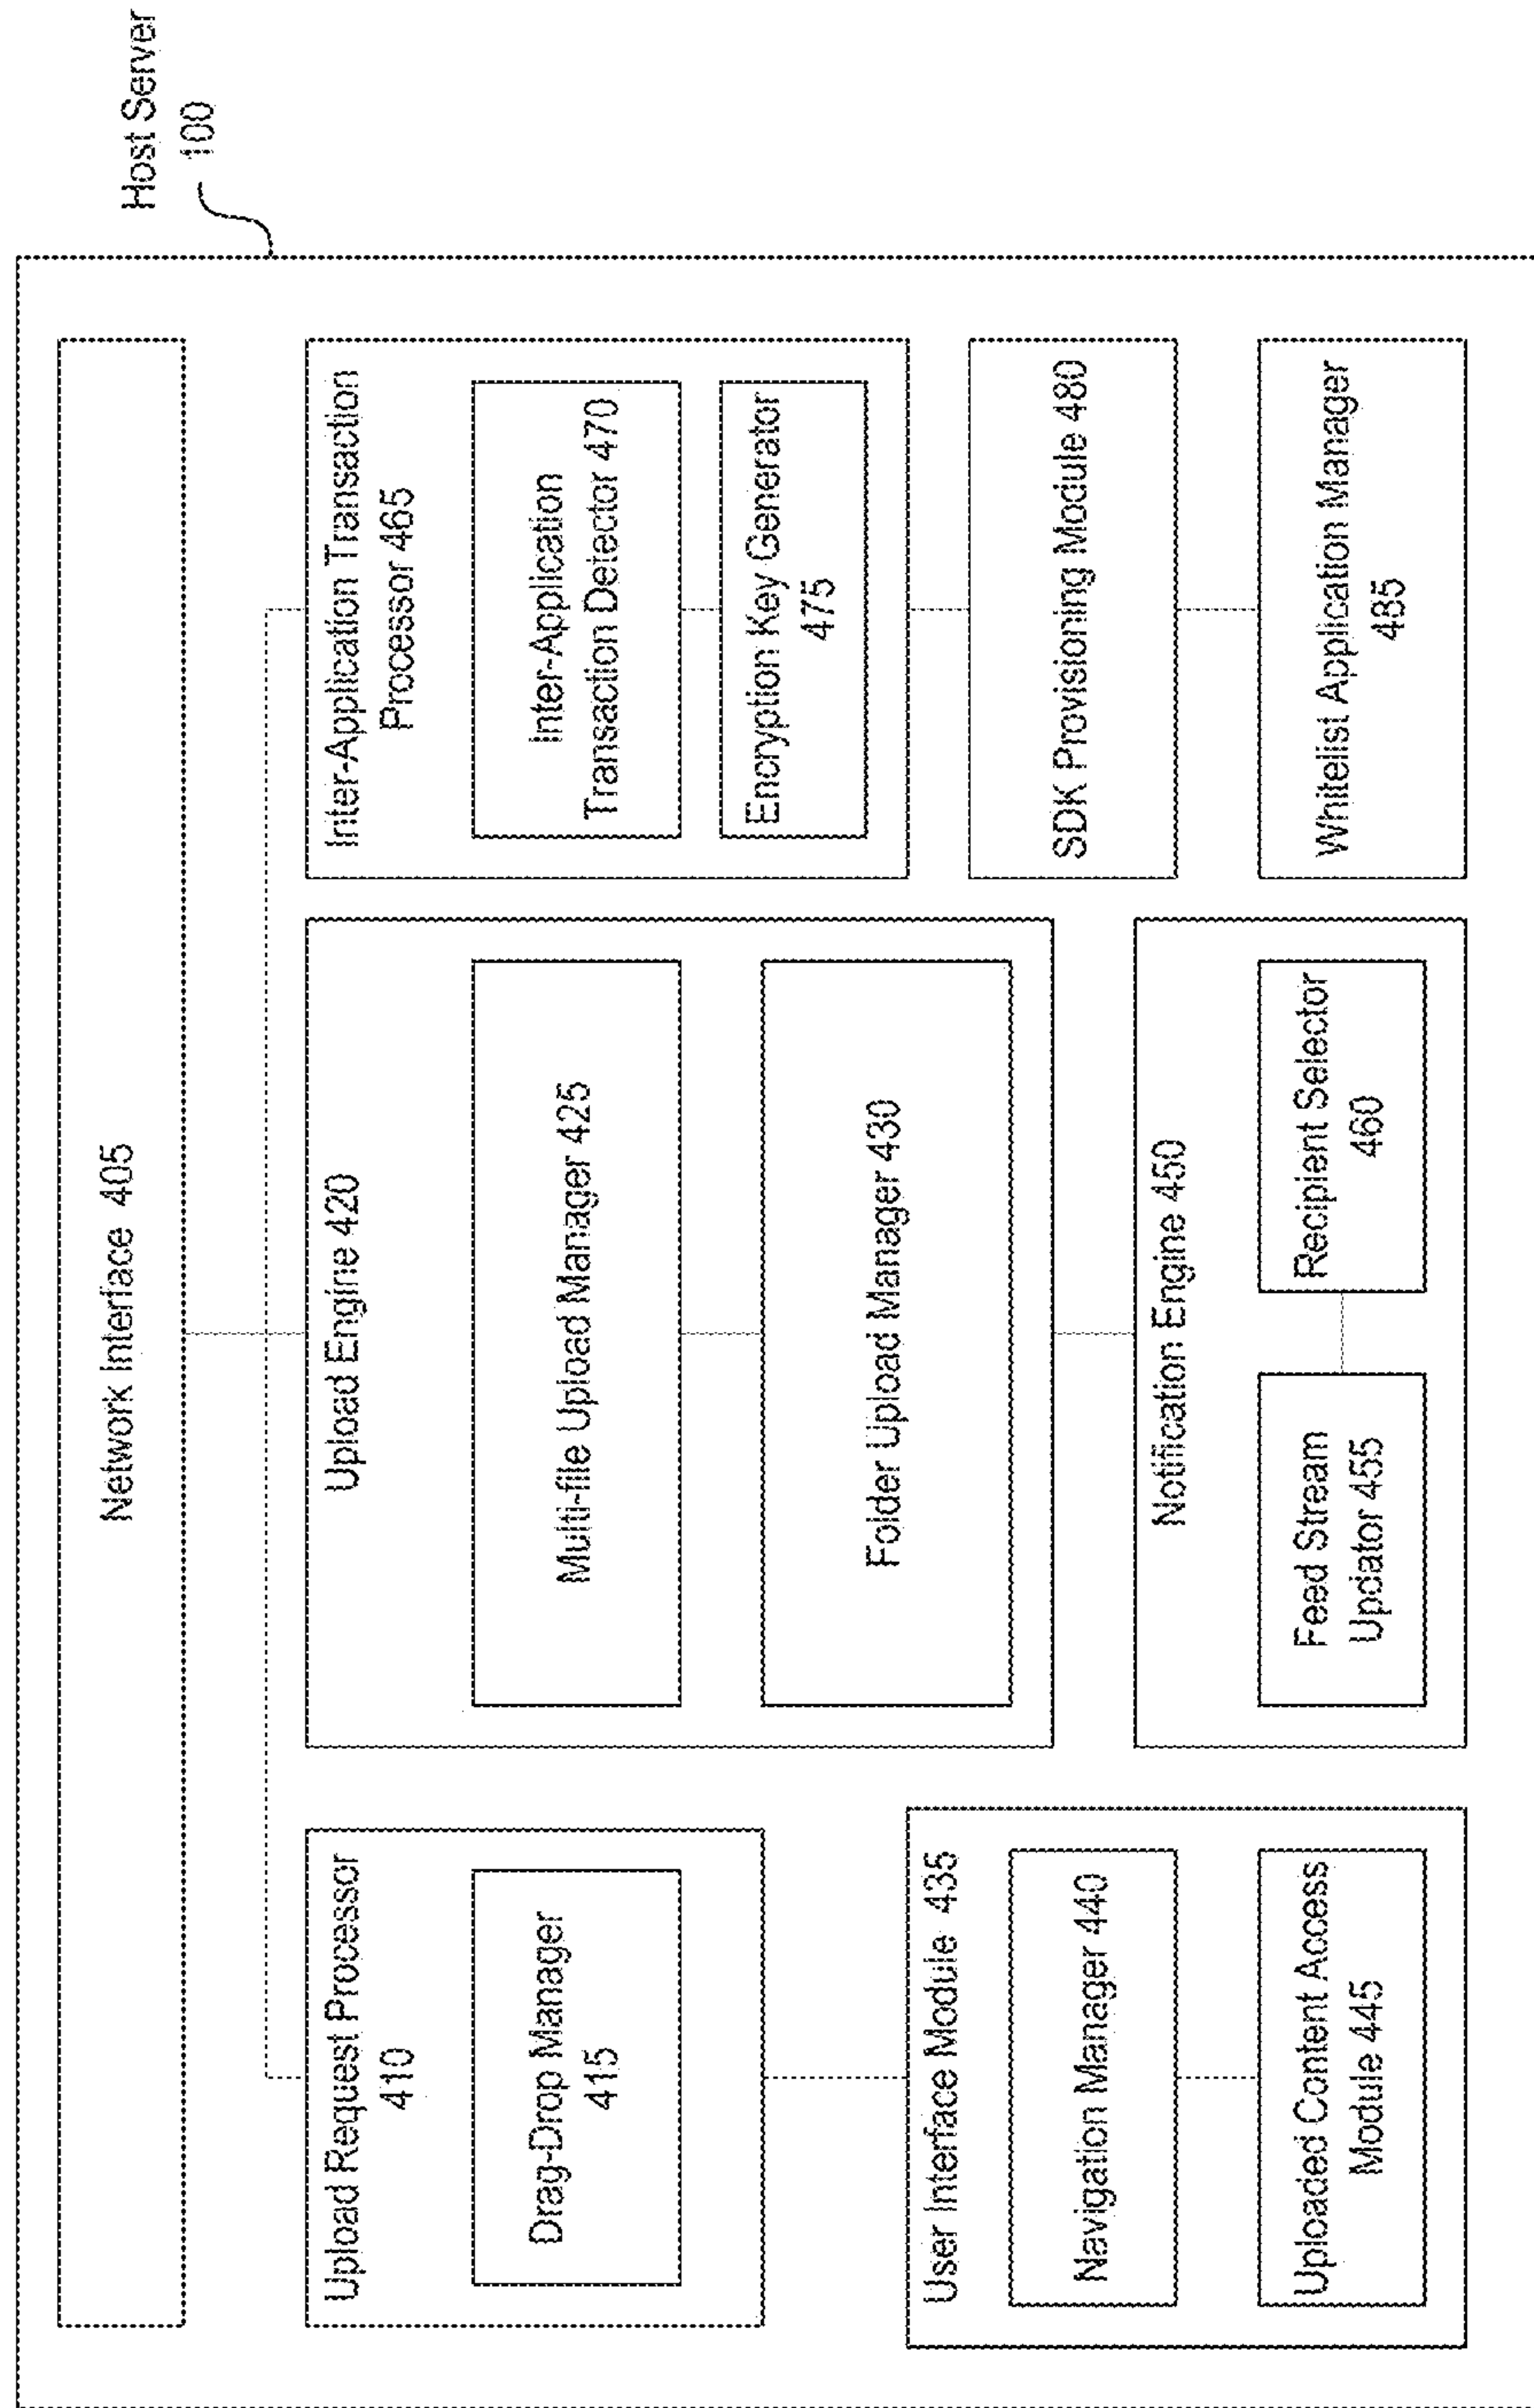 Host Server
100
Network Interface 405
Upload Request Processor
410
Drag-Drop Manager
415
User Interface Module 435
Navigation Manager 440
Uploaded Content Access
Module 445
Upload Engine 420
Multi-file Upload Manager 425
Folder Upload Manager 430
Notification Engine 450
Feed Stream
Updator 455
Recipient Selector
460
Inter-Application Transaction
Processor 465
Inter-Application
Transaction Detector 470
Encryption Key Generator
475
SDK Provisioning Module 480
Whitelist Application Manager
485